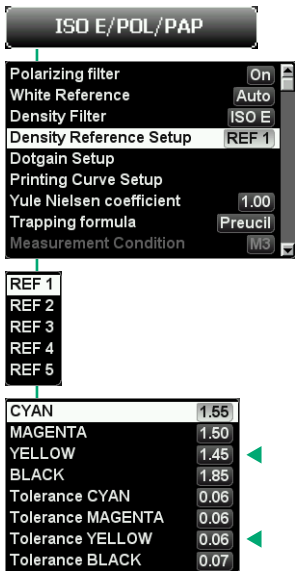 ISO E/POL/PAP
Polarizing filter On
White Reference Auto
Density Filter ISO E
Density Reference Setup REF 1
Dotgain Setup
Printing Curve Setup
Yule Nielsen coefficient 1.00
Trapping formula Preucil
Measurement Condition M3
REF 1
REF 2
REF 3
REF 4
REF 5
CYAN 1.55
MAGENTA 1.50
YELLOW 1.45
BLACK 1.85
Tolerance CYAN 0.06
Tolerance MAGENTA 0.06
Tolerance YELLOW 0.06
Tolerance BLACK 0.07